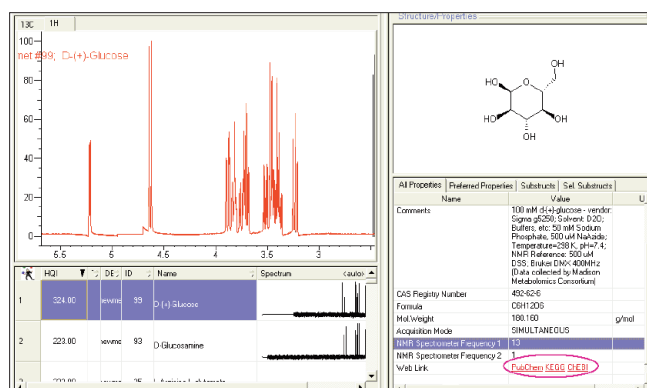 13C 1H
net #99; D-(+)-Glucose
100
80
60
40
20
0
5.5 5 4.5 4 3.5 3
HQI ID Name Spectrum
1 324.00 99 D-(+)-Glucose
2 223.00 93 D-Glucosamine
Structure/Properties
OH
HO O OH
HO OH
OH
All Properties Preferred Properties Substructs Sel. Substructs
Name Value U
Comments 100 mM d-(+)-glucose - vendor:
Sigma g5250; Solvent: D2O;
Buffers, etc: 50 mM Sodium
Phosphate, 500 uM NaAzide;
Temperature=298 K, pH=7.4;
NMR Reference: 500 uM
DSS, Bruker DMX-400MHz
(Data collected by Madison
Metabolomics Consortium)
CAS Registry Number 492-62-6
Formula C6H12O6
Mol.Weight 180.160 g/mol
Acquisition Mode SIMULTANEOUS
NMR Spectrometer Frequency 1 13
NMR Spectrometer Frequency 2 1
Web Link PubChem KEGG ChEBI